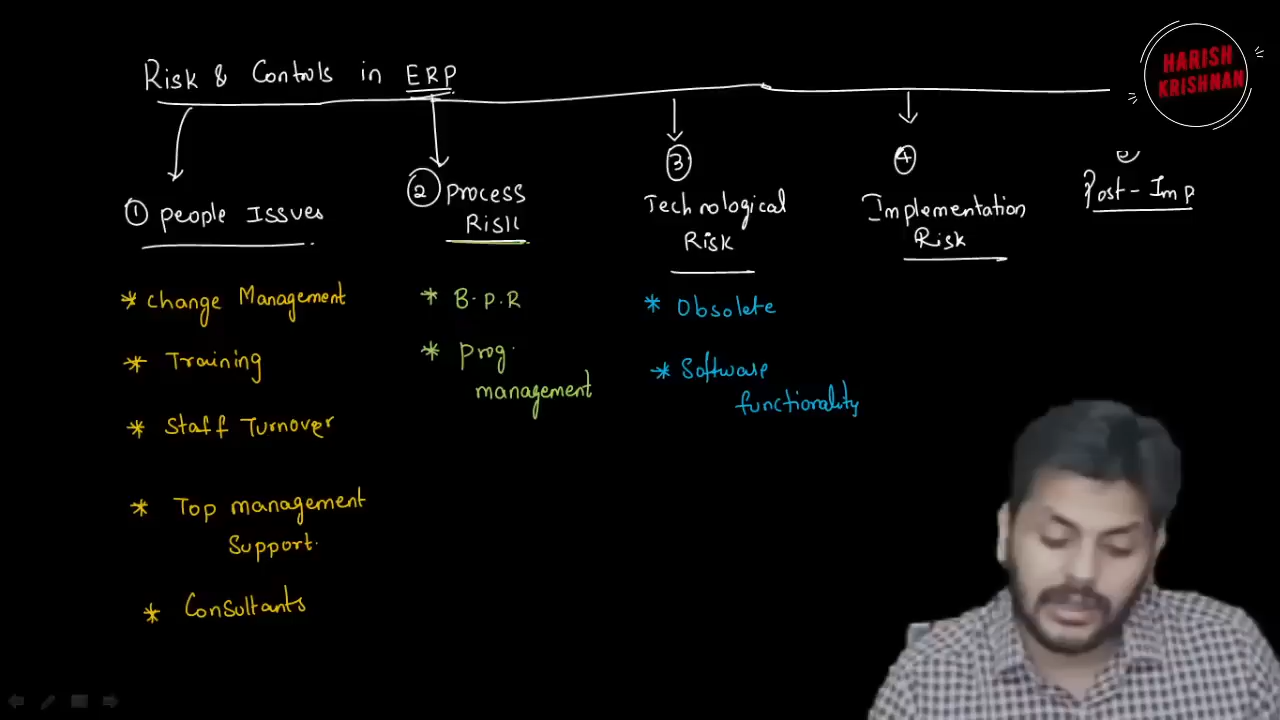 Risk & Controls in ERP
HARISH
KRISHNAN
① People Issues
* Change Management
* Training
* Staff Turnover
* Top management
Support.
* Consultants
② Process
Risk
* B.P.R
* Prog.
management
③
Technological
Risk
* Obsolete
* Software
functionality
④
Implementation
Risk
Post-Imp